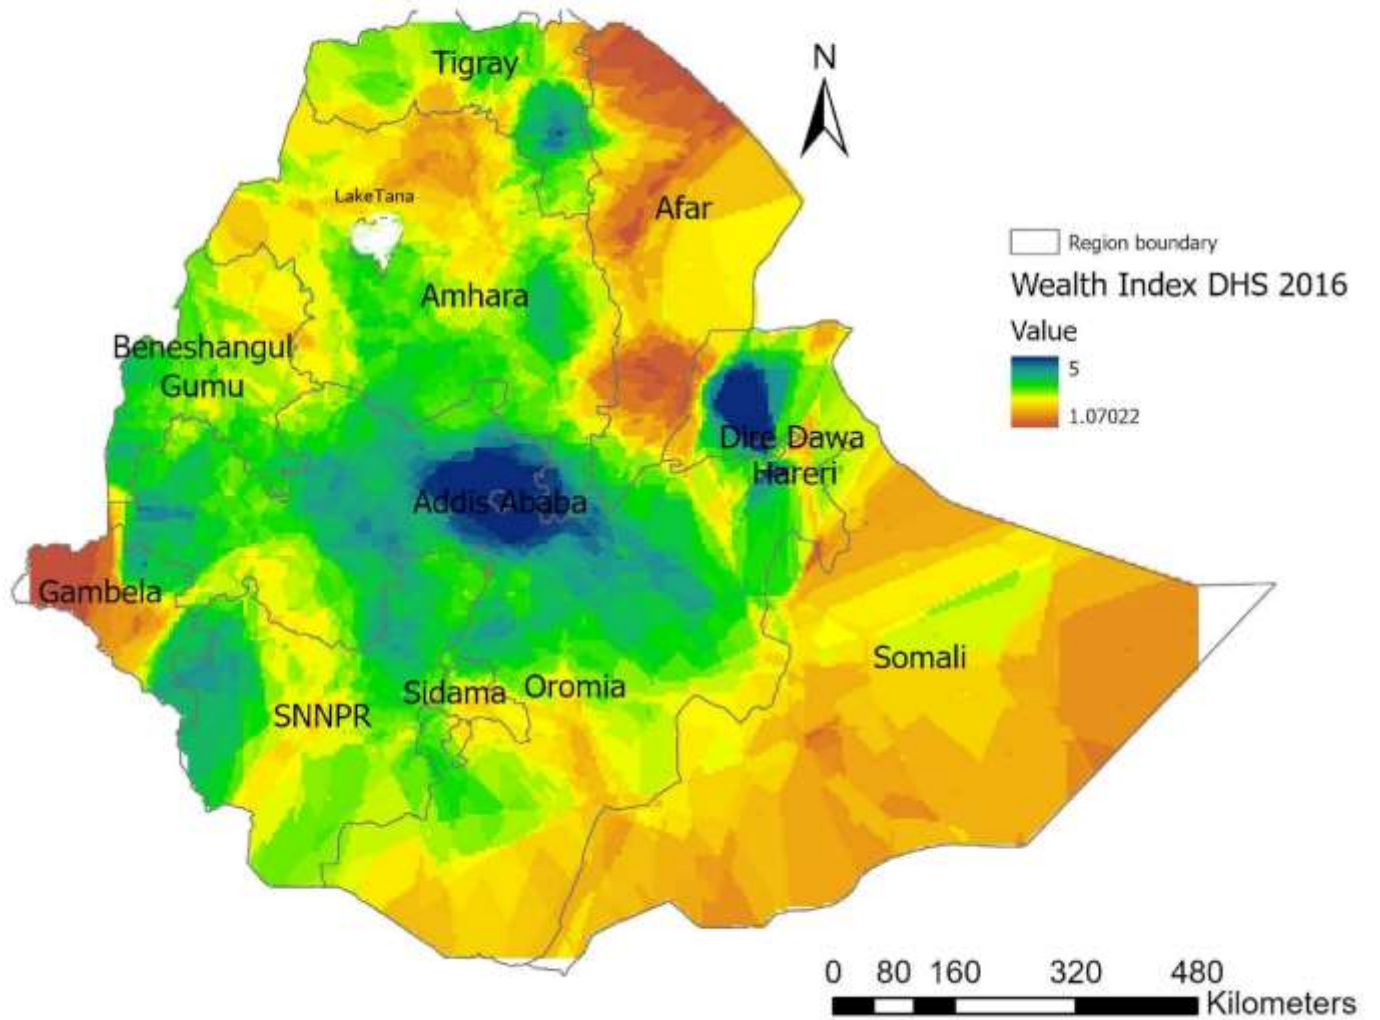 Tigray
N
LakeTana
Afar
Region boundary
Wealth Index DHS 2016
Amhara
Value
Beneshangul
Gumu
5
1.07022
Dire Dawa
Hareri
Addis Ababa
Gambela
Somali
Sidama
Oromia
SNNPR
0 80 160 320 480
Kilometers